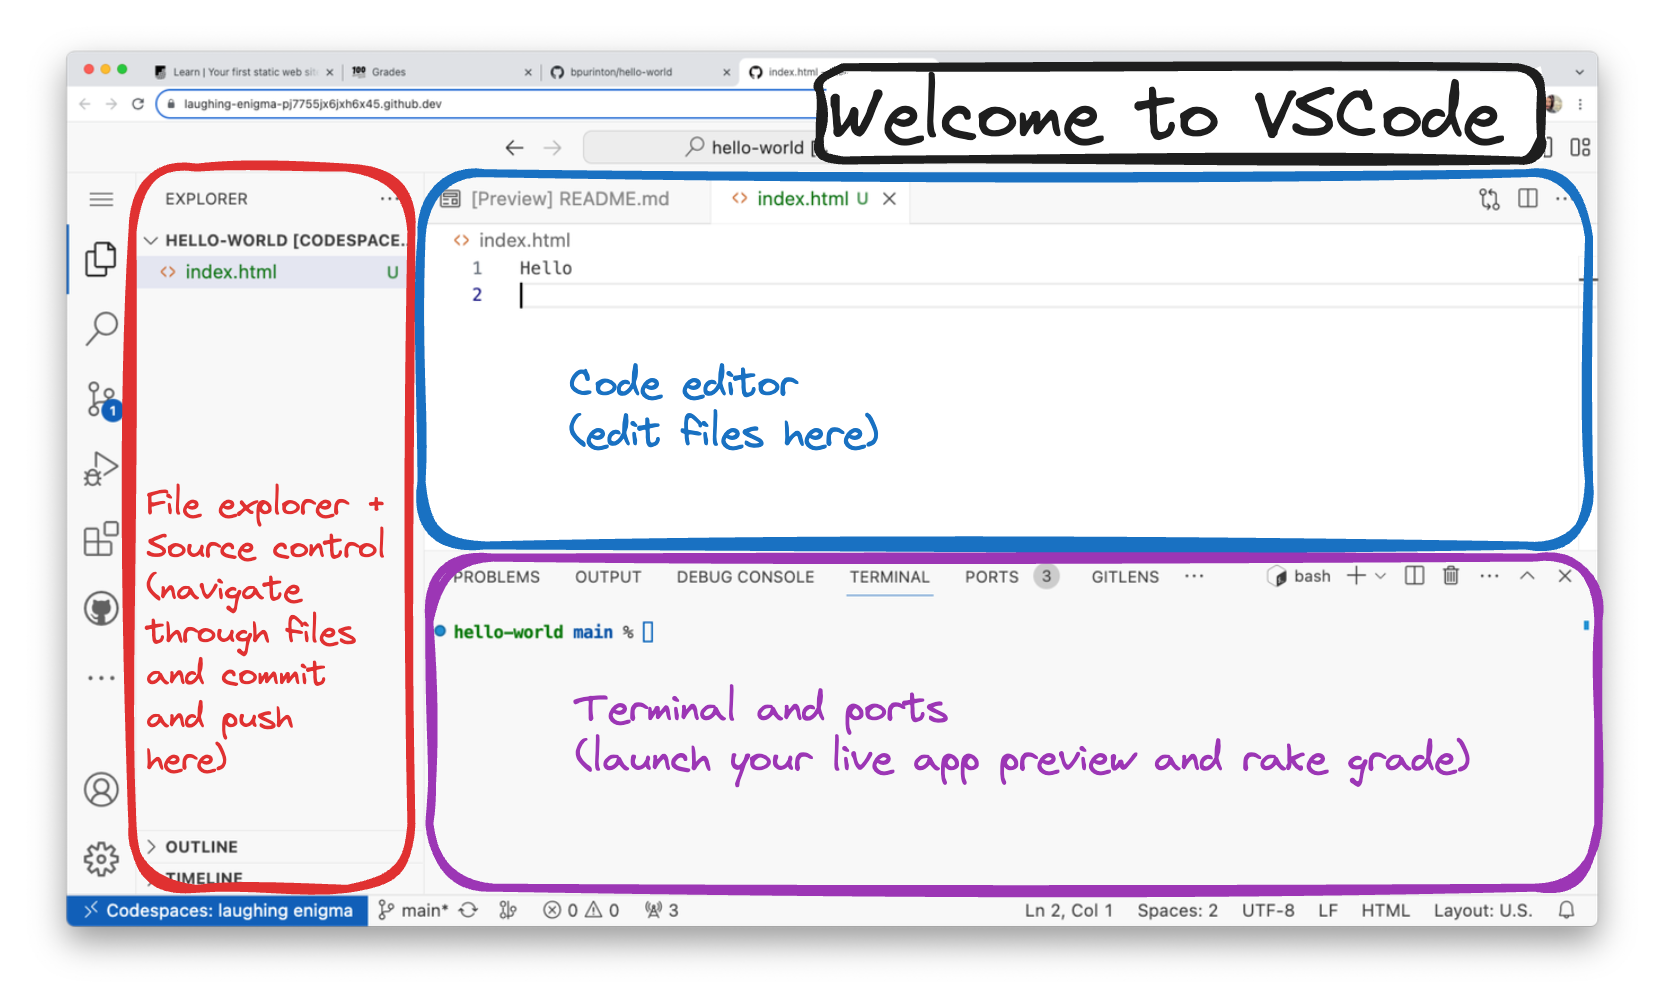 Learn | Your first static web sit
100 Grades
bpurinton/hello-world
index.html
laughing-enigma-pj7755jx6jxh6x45.github.dev
Welcome to VSCode
hello-world
EXPLORER
HELLO-WORLD [CODESPACE...
index.html U
[Preview] README.md
index.html U
index.html
1 Hello
2
Code editor
(edit files here)
1
File explorer +
Source control
(navigate
through files
and commit
and push
here)
PROBLEMS OUTPUT DEBUG CONSOLE TERMINAL PORTS 3 GITLENS bash
hello-world main %
Terminal and ports
(launch your live app preview and rake grade)
OUTLINE
TIMELINE
Codespaces: laughing enigma main* 0 0 3 Ln 2, Col 1 Spaces: 2 UTF-8 LF HTML Layout: U.S.